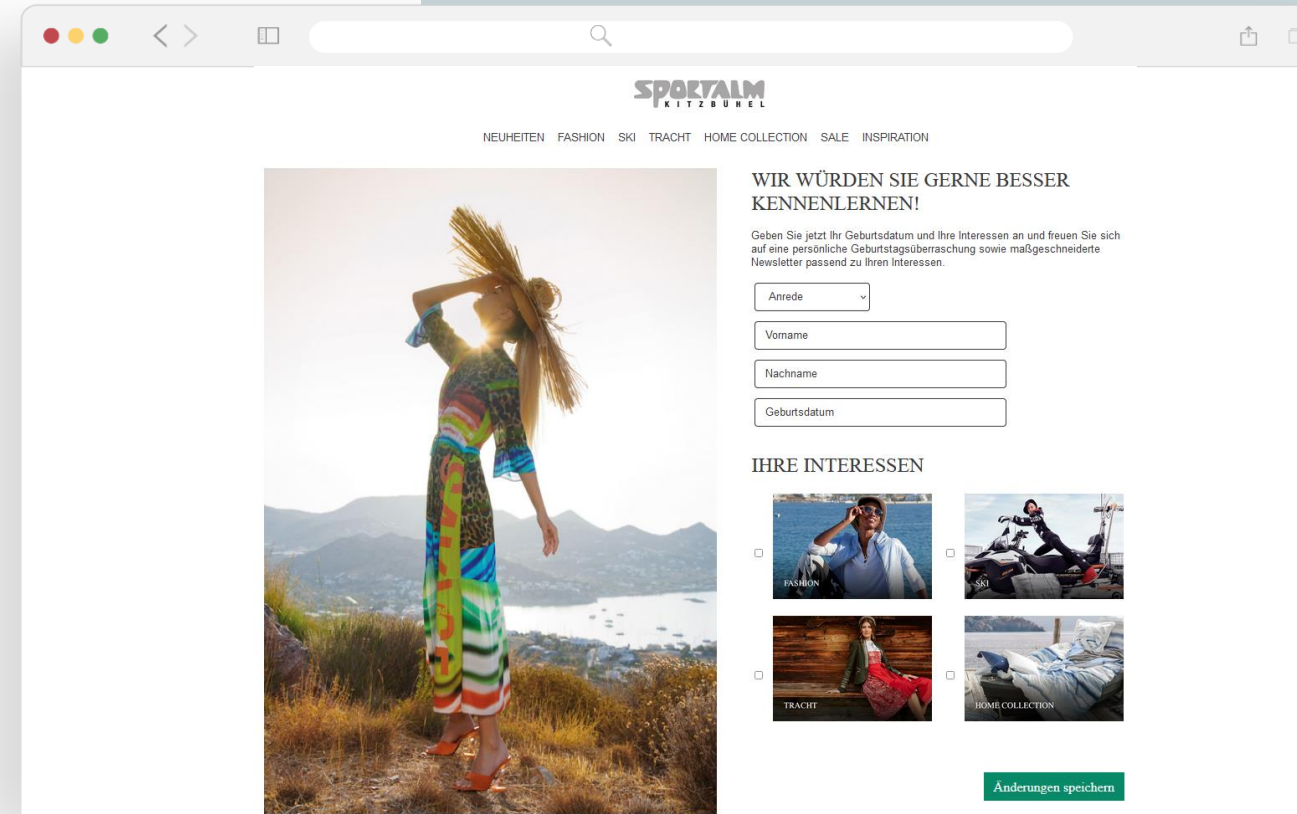 SPORTALM
KITZBÜHEL
NEUHEITEN FASHION SKI TRACHT HOME COLLECTION SALE INSPIRATION
WIR WÜRDEN SIE GERNE BESSER
KENNENLERNEN!
Geben Sie jetzt Ihr Geburtsdatum und Ihre Interessen an und freuen Sie sich
auf eine persönliche Geburtstagsüberraschung sowie maßgeschneiderte
Newsletter passend zu Ihren Interessen.
Anrede
Vorname
Nachname
Geburtsdatum
IHRE INTERESSEN
FASHION
SKI
TRACHT
HOME COLLECTION
Änderungen speichern